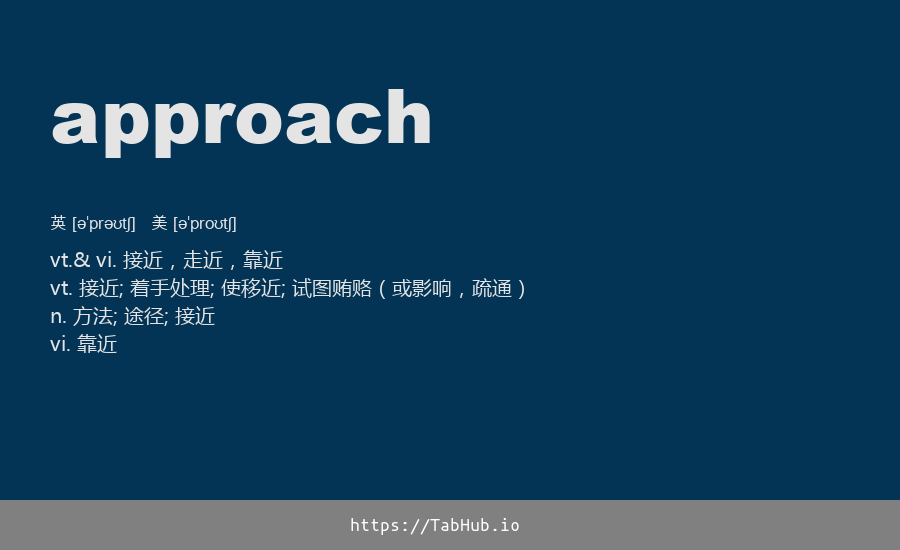 approach
英 [əˈprəʊtʃ] 美 [əˈproʊtʃ]
vt.& vi. 接近，走近，靠近
vt. 接近; 着手处理; 使移近; 试图贿赂（或影响，疏通）
n. 方法; 途径; 接近
vi. 靠近
https://TabHub.io